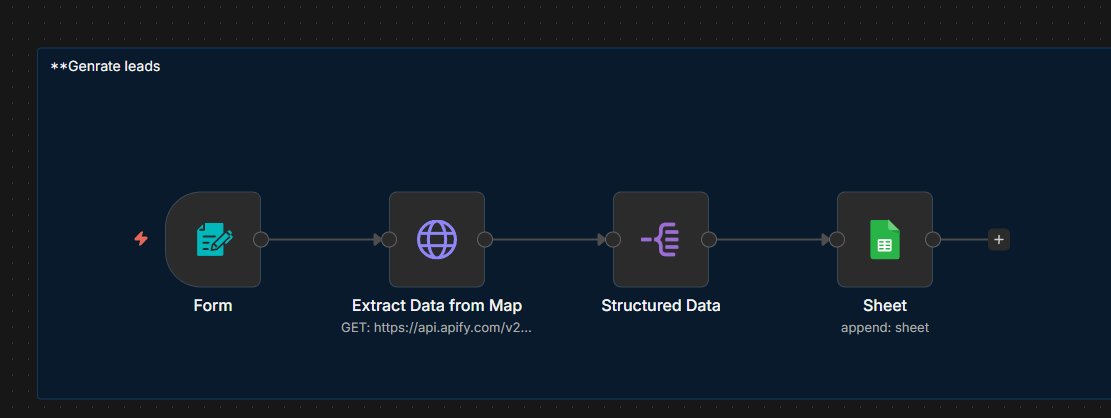 **Genrate leads
Form
Extract Data from Map
GET: https://api.apify.com/v2...
Structured Data
Sheet
append: sheet